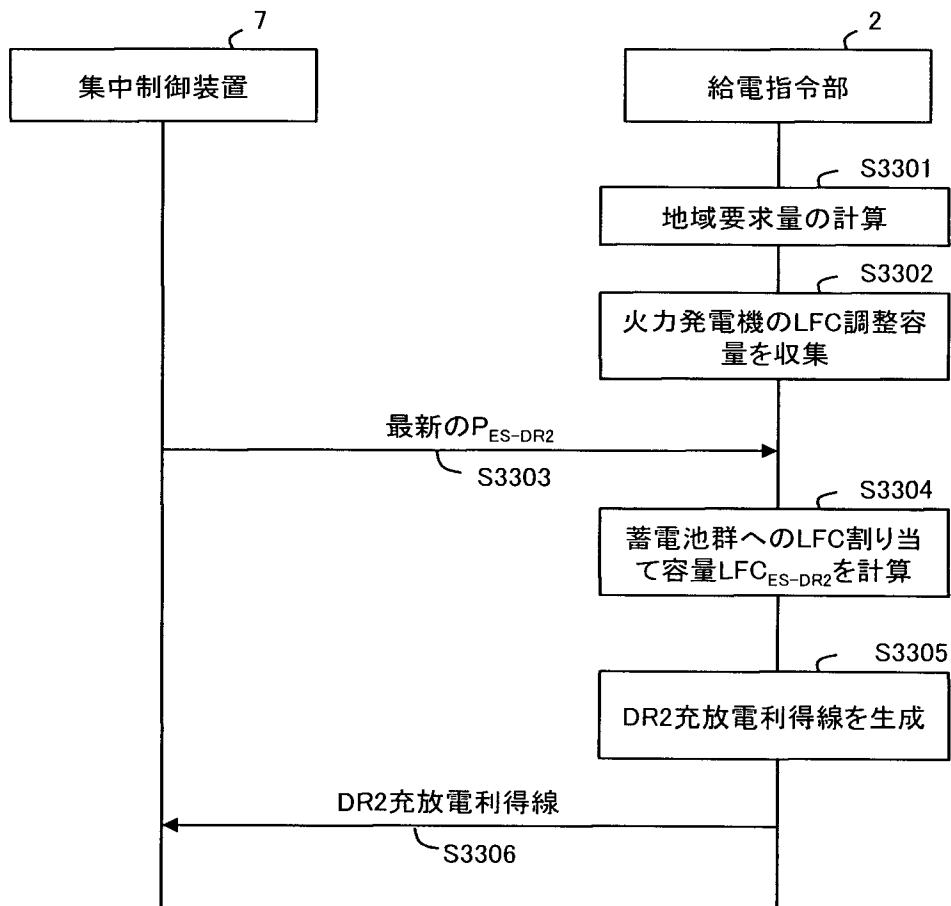 7
2
集中制御装置
給電指令部
S3301
地域要求量の計算
S3302
火力発電機のLFC調整容
量を収集
最新のPES-DR2
S3303
S3304
蓄電池群へのLFC割り当
て容量LFCES-DR2を計算
S3305
DR2充放電利得線を生成
DR2充放電利得線
S3306